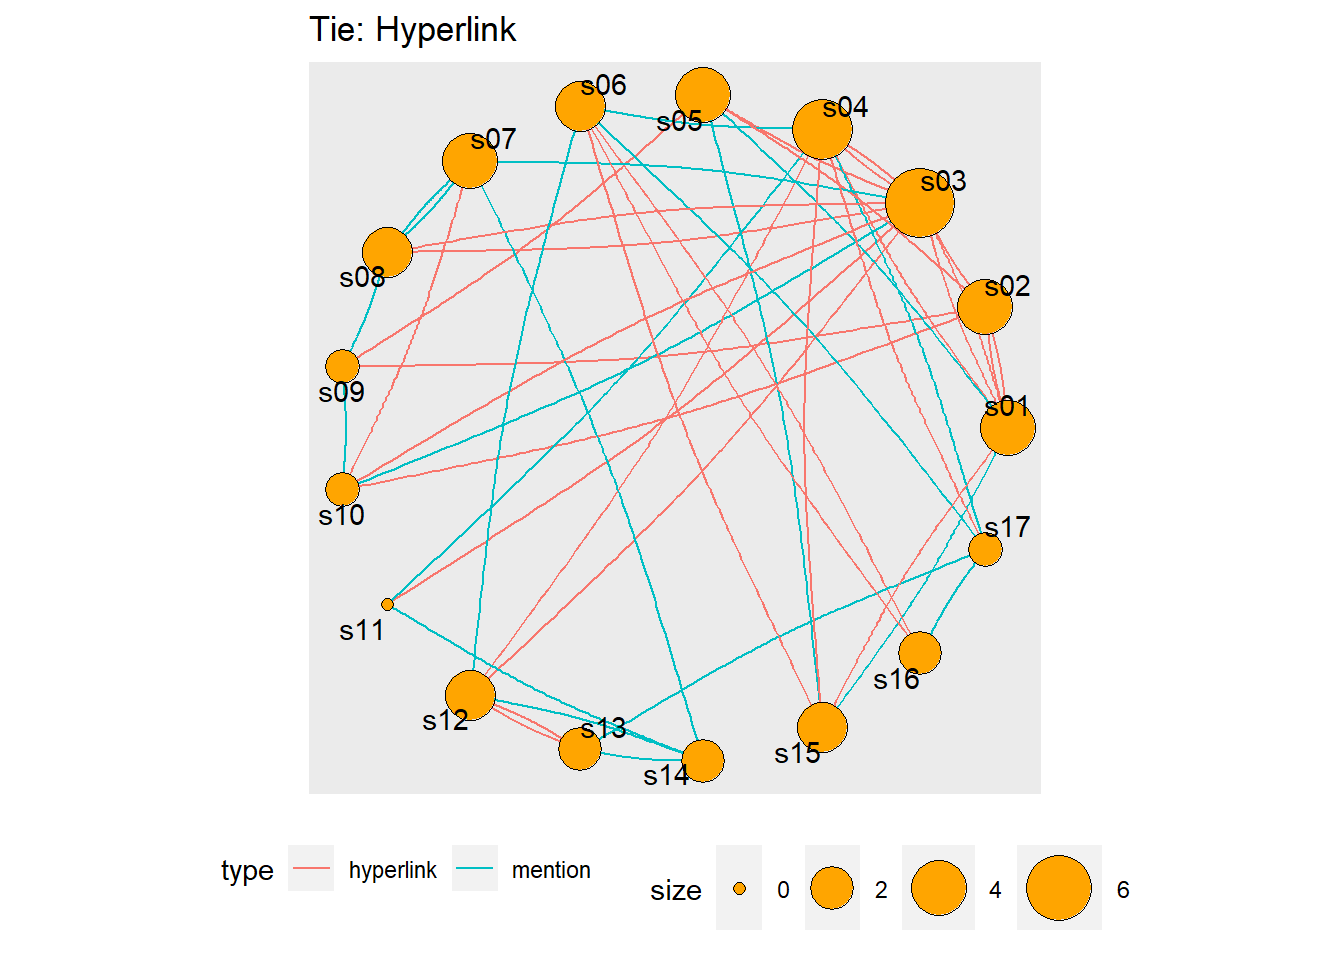 Tie: Hyperlink
s06
s05
s04
s07
s03
s08
s02
s09
s01
s10
s17
s11
s16
s12
s13
s14
s15
type hyperlink mention
size 0 2 4 6